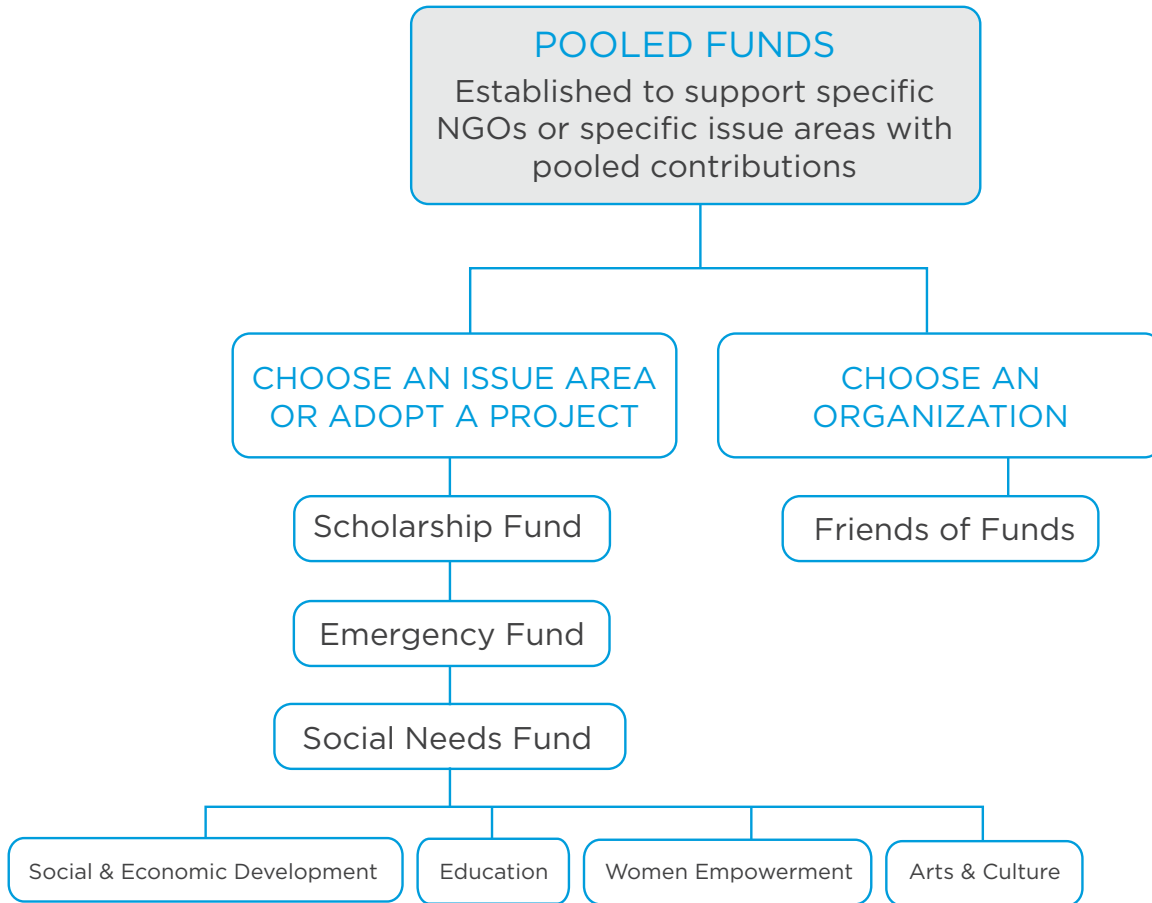 POOLED FUNDS
Established to support specific
NGOs or specific issue areas with
pooled contributions
CHOOSE AN ISSUE AREA
OR ADOPT A PROJECT
CHOOSE AN
ORGANIZATION
Scholarship Fund
Friends of Funds
Emergency Fund
Social Needs Fund
Social & Economic Development
Education
Women Empowerment
Arts & Culture